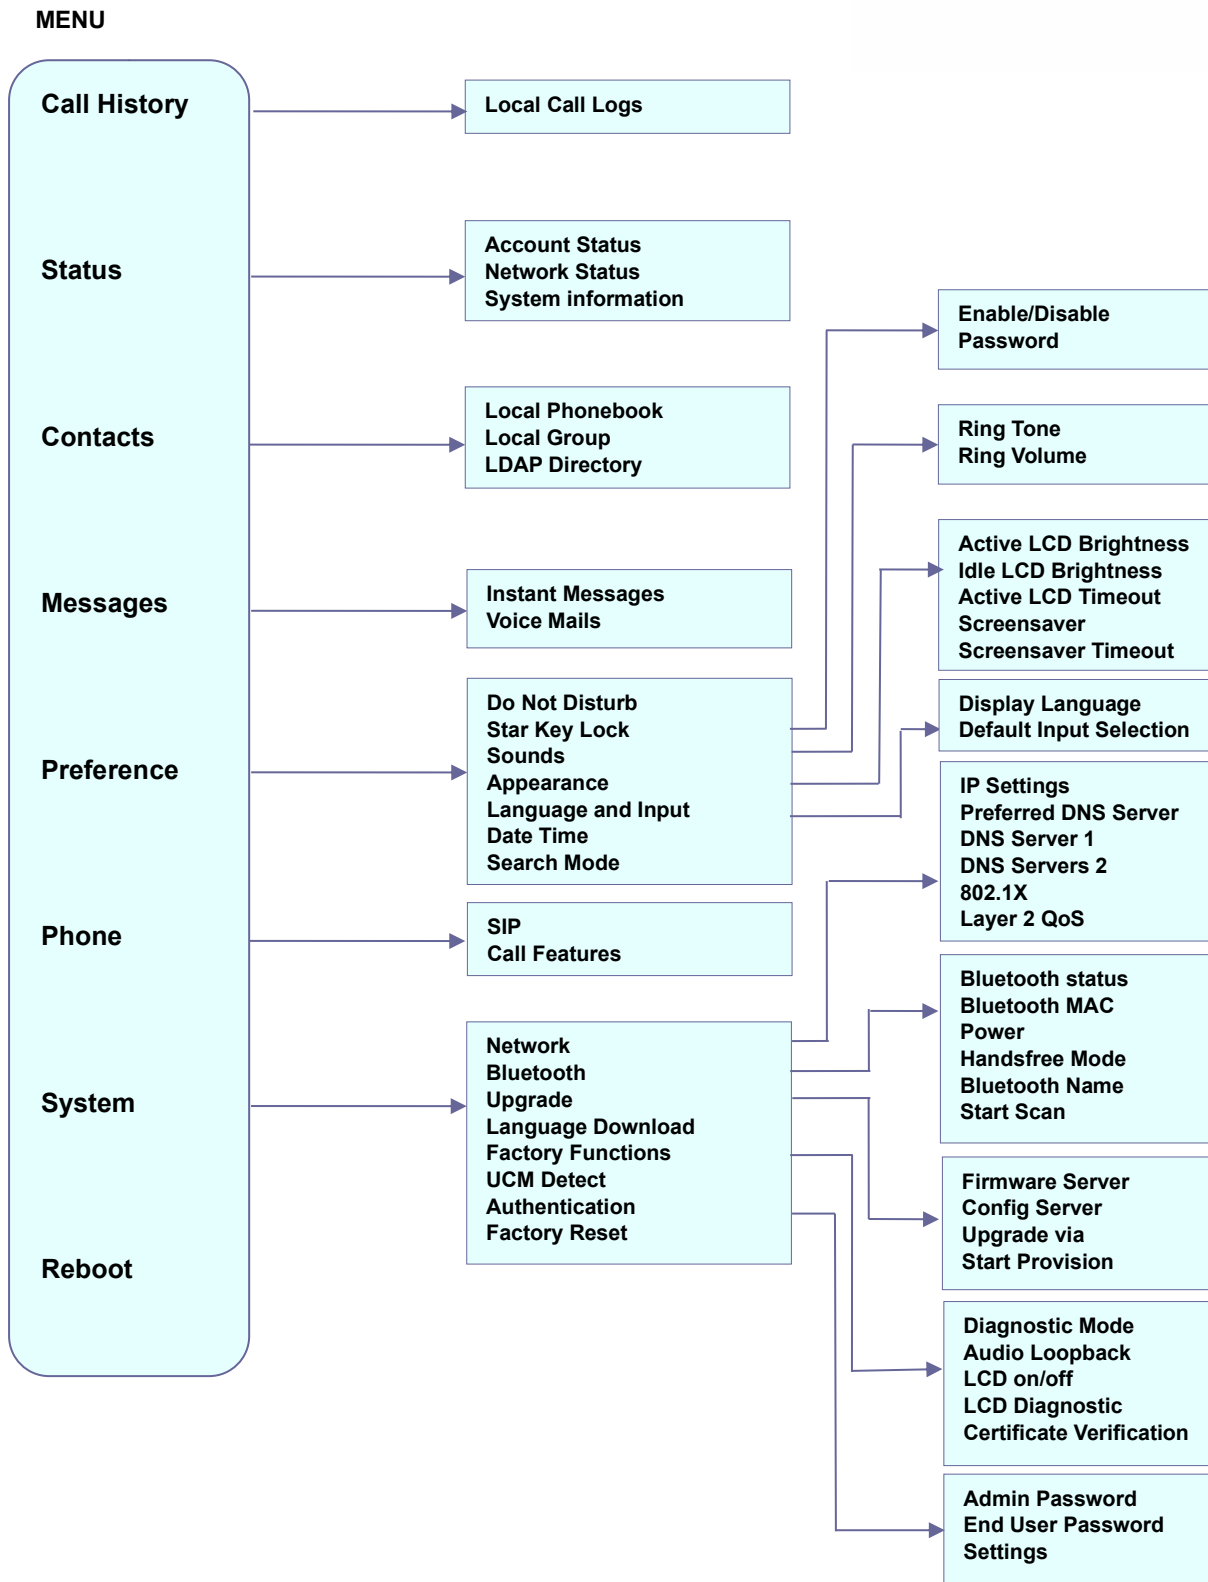 MENU
Call History
Status
Contacts
Messages
Preference
Phone
System
Reboot
Local Call Logs
Account Status
Network Status
System information
Local Phonebook
Local Group
LDAP Directory
Instant Messages
Voice Mails
Do Not Disturb
Star Key Lock
Sounds
Appearance
Language and Input
Date Time
Search Mode
SIP
Call Features
Network
Bluetooth
Upgrade
Language Download
Factory Functions
UCM Detect
Authentication
Factory Reset
Enable/Disable
Password
Ring Tone
Ring Volume
Active LCD Brightness
Idle LCD Brightness
Active LCD Timeout
Screensaver
Screensaver Timeout
Display Language
Default Input Selection
IP Settings
Preferred DNS Server
DNS Server 1
DNS Servers 2
802.1X
Layer 2 QoS
Bluetooth status
Bluetooth MAC
Power
Handsfree Mode
Bluetooth Name
Start Scan
Firmware Server
Config Server
Upgrade via
Start Provision
Diagnostic Mode
Audio Loopback
LCD on/off
LCD Diagnostic
Certificate Verification
Admin Password
End User Password
Settings